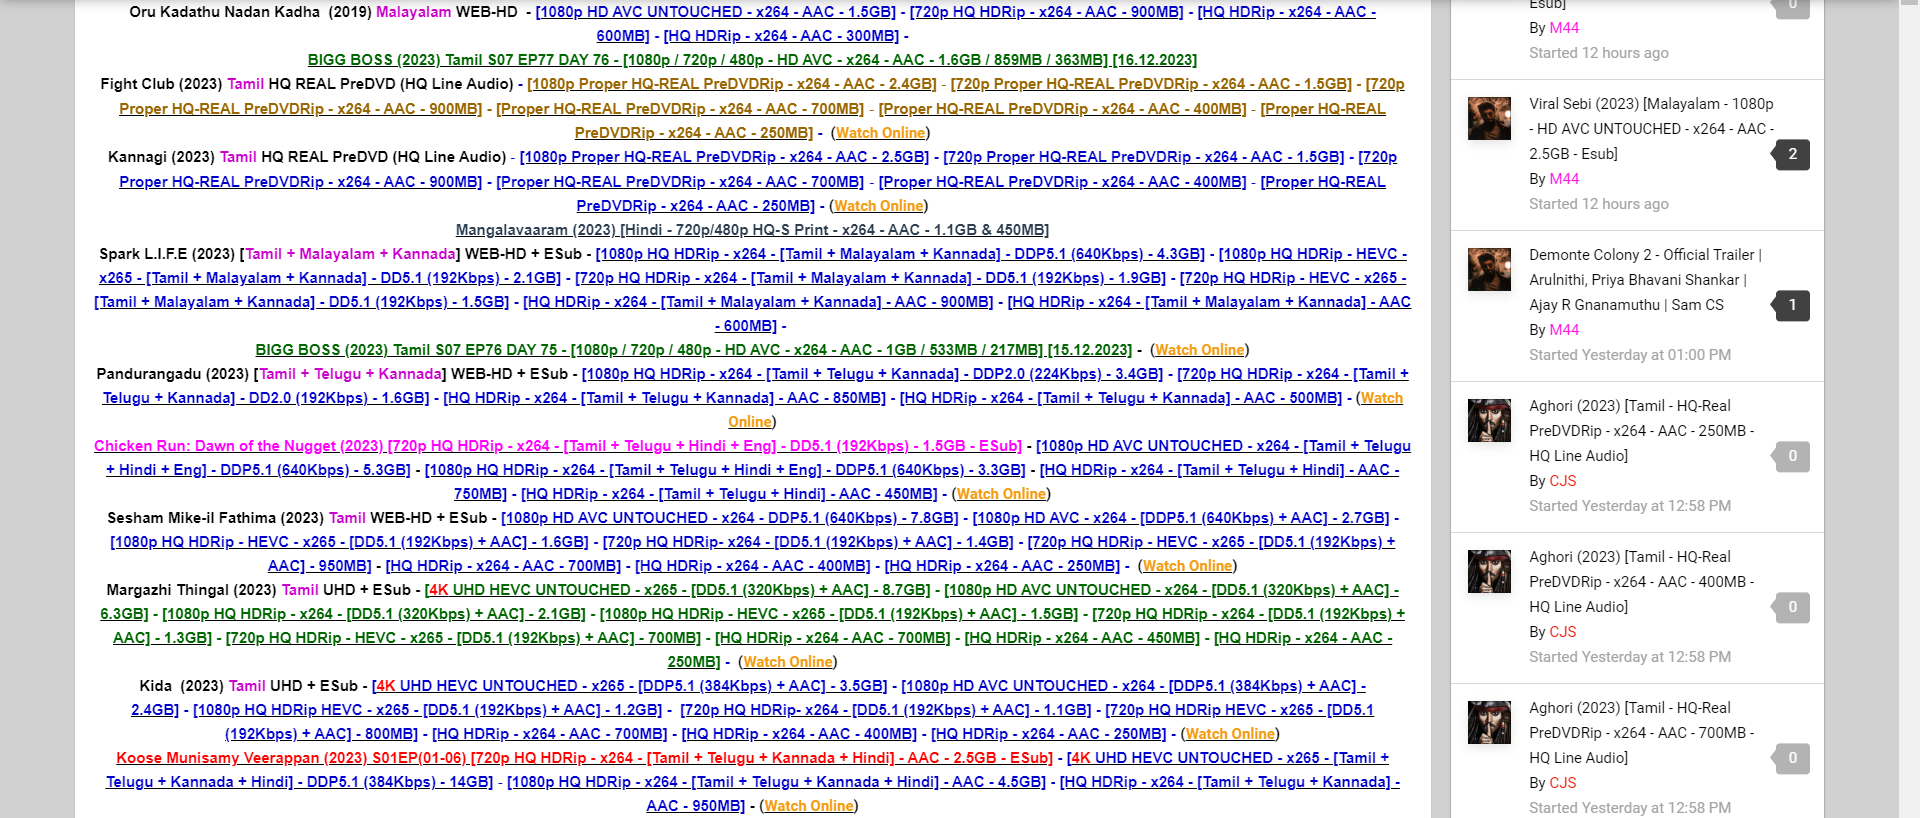 Oru Kadathu Nadan Kadha (2019) Malayalam WEB-HD - [1080p HD AVC UNTOUCHED - x264 - AAC - 1.5GB] - [720p HQ HDRip - x264 - AAC - 900MB] - [HQ HDRip - x264 - AAC -
600MB] - [HQ HDRip - x264 - AAC - 300MB] -
BIGG BOSS (2023) Tamil S07 EP77 DAY 76 - [1080p / 720p / 480p - HD AVC - x264 - AAC - 1.6GB / 859MB / 363MB] [16.12.2023]
Fight Club (2023) Tamil HQ REAL PreDVD (HQ Line Audio) - [1080p Proper HQ-REAL PreDVDRip - x264 - AAC - 2.4GB] - [720p Proper HQ-REAL PreDVDRip - x264 - AAC - 1.5GB] - [720p
Proper HQ-REAL PreDVDRip - x264 - AAC - 900MB] - [Proper HQ-REAL PreDVDRip - x264 - AAC - 700MB] - [Proper HQ-REAL PreDVDRip - x264 - AAC - 400MB] - [Proper HQ-REAL
PreDVDRip - x264 - AAC - 250MB] - (Watch Online)
Kannagi (2023) Tamil HQ REAL PreDVD (HQ Line Audio) - [1080p Proper HQ-REAL PreDVDRip - x264 - AAC - 2.5GB] - [720p Proper HQ-REAL PreDVDRip - x264 - AAC - 1.5GB] - [720p
Proper HQ-REAL PreDVDRip - x264 - AAC - 900MB] - [Proper HQ-REAL PreDVDRip - x264 - AAC - 700MB] - [Proper HQ-REAL PreDVDRip - x264 - AAC - 400MB] - [Proper HQ-REAL
PreDVDRip - x264 - AAC - 250MB] - (Watch Online)
Mangalavaaram (2023) [Hindi - 720p/480p HQ-S Print - x264 - AAC - 1.1GB & 450MB]
Spark L.I.F.E (2023) [Tamil + Malayalam + Kannada] WEB-HD + ESub - [1080p HQ HDRip - x264 - [Tamil + Malayalam + Kannada] - DDP5.1 (640Kbps) - 4.3GB] - [1080p HQ HDRip - HEVC -
x265 - [Tamil + Malayalam + Kannada] - DD5.1 (192Kbps) - 2.1GB] - [720p HQ HDRip - x264 - [Tamil + Malayalam + Kannada] - DD5.1 (192Kbps) - 1.9GB] - [720p HQ HDRip - HEVC - x265 -
[Tamil + Malayalam + Kannada] - DD5.1 (192Kbps) - 1.5GB] - [HQ HDRip - x264 - [Tamil + Malayalam + Kannada] - AAC - 900MB] - [HQ HDRip - x264 - [Tamil + Malayalam + Kannada] - AAC
- 600MB] -
BIGG BOSS (2023) Tamil S07 EP76 DAY 75 - [1080p / 720p / 480p - HD AVC - x264 - AAC - 1GB / 533MB / 217MB] [15.12.2023] - (Watch Online)
Pandurangadu (2023) [Tamil + Telugu + Kannada] WEB-HD + ESub - [1080p HQ HDRip - x264 - [Tamil + Telugu + Kannada] - DDP2.0 (224Kbps) - 3.4GB] - [720p HQ HDRip - x264 - [Tamil +
Telugu + Kannada] - DD2.0 (192Kbps) - 1.6GB] - [HQ HDRip - x264 - [Tamil + Telugu + Kannada] - AAC - 850MB] - [HQ HDRip - x264 - [Tamil + Telugu + Kannada] - AAC - 500MB] - (Watch
Online)
Chicken Run: Dawn of the Nugget (2023) [720p HQ HDRip - x264 - [Tamil + Telugu + Hindi + Eng] - DD5.1 (192Kbps) - 1.5GB - ESub] - [1080p HD AVC UNTOUCHED - x264 - [Tamil + Telugu
+ Hindi + Eng] - DDP5.1 (640Kbps) - 5.3GB] - [1080p HQ HDRip - x264 - [Tamil + Telugu + Hindi + Eng] - DDP5.1 (640Kbps) - 3.3GB] - [HQ HDRip - x264 - [Tamil + Telugu + Hindi] - AAC -
750MB] - [HQ HDRip - x264 - [Tamil + Telugu + Hindi] - AAC - 450MB] - (Watch Online)
Sesham Mike-il Fathima (2023) Tamil WEB-HD + ESub - [1080p HD AVC UNTOUCHED - x264 - DDP5.1 (640Kbps) - 7.8GB] - [1080p HD AVC - x264 - [DDP5.1 (640Kbps) + AAC] - 2.7GB] -
[1080p HQ HDRip - HEVC - x265 - [DD5.1 (192Kbps) + AAC] - 1.6GB] - [720p HQ HDRip- x264 - [DD5.1 (192Kbps) + AAC] - 1.4GB] - [720p HQ HDRip - HEVC - x265 - [DD5.1 (192Kbps) +
AAC] - 950MB] - [HQ HDRip - x264 - AAC - 700MB] - [HQ HDRip - x264 - AAC - 400MB] - [HQ HDRip - x264 - AAC - 250MB] - (Watch Online)
Margazhi Thingal (2023) Tamil UHD + ESub - [4K UHD HEVC UNTOUCHED - x265 - [DD5.1 (320Kbps) + AAC] - 8.7GB] - [1080p HD AVC UNTOUCHED - x264 - [DD5.1 (320Kbps) + AAC] -
6.3GB] - [1080p HQ HDRip - x264 - [DD5.1 (320Kbps) + AAC] - 2.1GB] - [1080p HQ HDRip - HEVC - x265 - [DD5.1 (192Kbps) + AAC] - 1.5GB] - [720p HQ HDRip - x264 - [DD5.1 (192Kbps) +
AAC] - 1.3GB] - [720p HQ HDRip - HEVC - x265 - [DD5.1 (192Kbps) + AAC] - 700MB] - [HQ HDRip - x264 - AAC - 700MB] - [HQ HDRip - x264 - AAC - 450MB] - [HQ HDRip - x264 - AAC -
250MB] - (Watch Online)
Kida (2023) Tamil UHD + ESub - [4K UHD HEVC UNTOUCHED - x265 - [DDP5.1 (384Kbps) + AAC] - 3.5GB] - [1080p HD AVC UNTOUCHED - x264 - [DDP5.1 (384Kbps) + AAC] -
2.4GB] - [1080p HQ HDRip HEVC - x265 - [DD5.1 (192Kbps) + AAC] - 1.2GB] - [720p HQ HDRip- x264 - [DD5.1 (192Kbps) + AAC] - 1.1GB] - [720p HQ HDRip HEVC - x265 - [DD5.1
(192Kbps) + AAC] - 800MB] - [HQ HDRip - x264 - AAC - 700MB] - [HQ HDRip - x264 - AAC - 400MB] - [HQ HDRip - x264 - AAC - 250MB] - (Watch Online)
Koose Munisamy Veerappan (2023) S01EP(01-06) [720p HQ HDRip - x264 - [Tamil + Telugu + Kannada + Hindi] - AAC - 2.5GB - ESub] - [4K UHD HEVC UNTOUCHED - x265 - [Tamil +
Telugu + Kannada + Hindi] - DDP5.1 (384Kbps) - 14GB] - [1080p HQ HDRip - x264 - [Tamil + Telugu + Kannada + Hindi] - AAC - 4.5GB] - [HQ HDRip - x264 - [Tamil + Telugu + Kannada] -
AAC - 950MB] - (Watch Online)
Esub]
0
By M44
Started 12 hours ago
Viral Sebi (2023) [Malayalam - 1080p
- HD AVC UNTOUCHED - x264 - AAC -
2.5GB - Esub]
2
By M44
Started 12 hours ago
Demonte Colony 2 - Official Trailer |
Arulnithi, Priya Bhavani Shankar |
Ajay R Gnanamuthu | Sam CS
1
By M44
Started Yesterday at 01:00 PM
Aghori (2023) [Tamil - HQ-Real
PreDVDRip - x264 - AAC - 250MB -
HQ Line Audio]
0
By CJS
Started Yesterday at 12:58 PM
Aghori (2023) [Tamil - HQ-Real
PreDVDRip - x264 - AAC - 400MB -
HQ Line Audio]
0
By CJS
Started Yesterday at 12:58 PM
Aghori (2023) [Tamil - HQ-Real
PreDVDRip - x264 - AAC - 700MB -
HQ Line Audio]
0
By CJS
Started Yesterday at 12:58 PM